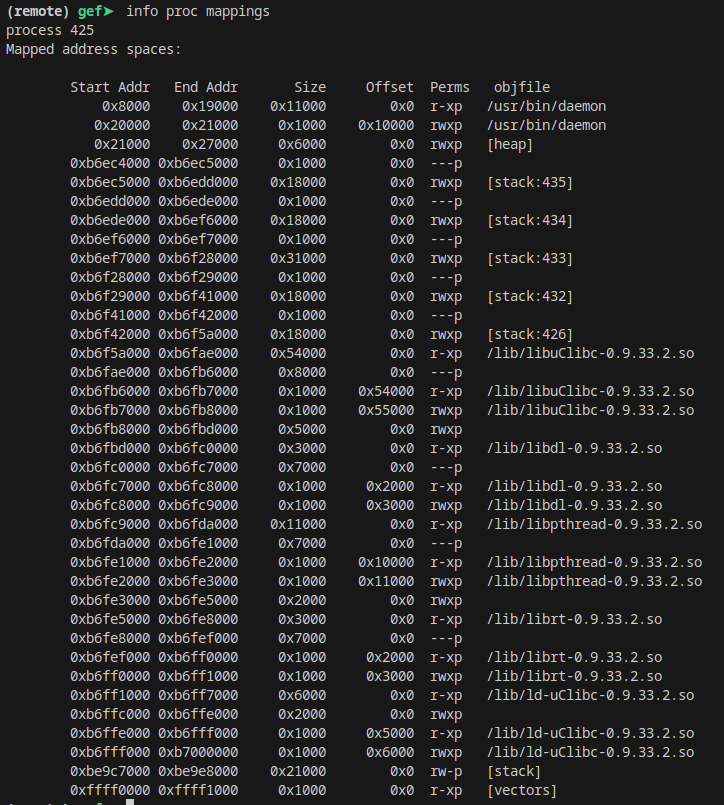 (remote) gef➤  info proc mappings
process 425
Mapped address spaces:
Start Addr   End Addr       Size     Offset  Perms   objfile
0x8000    0x19000    0x11000        0x0  r-xp   /usr/bin/daemon
0x20000    0x21000     0x1000    0x10000  rwxp   /usr/bin/daemon
0x21000    0x27000     0x6000        0x0  rwxp   [heap]
0xb6ec4000 0xb6ec5000     0x1000        0x0  ---p
0xb6ec5000 0xb6edd000    0x18000        0x0  rwxp   [stack:435]
0xb6edd000 0xb6ede000     0x1000        0x0  ---p
0xb6ede000 0xb6ef6000    0x18000        0x0  rwxp   [stack:434]
0xb6ef6000 0xb6ef7000     0x1000        0x0  ---p
0xb6ef7000 0xb6f28000    0x31000        0x0  rwxp   [stack:433]
0xb6f28000 0xb6f29000     0x1000        0x0  ---p
0xb6f29000 0xb6f41000    0x18000        0x0  rwxp   [stack:432]
0xb6f41000 0xb6f42000     0x1000        0x0  ---p
0xb6f42000 0xb6f5a000    0x18000        0x0  rwxp   [stack:426]
0xb6f5a000 0xb6fae000    0x54000        0x0  r-xp   /lib/libuClibc-0.9.33.2.so
0xb6fae000 0xb6fb6000     0x8000        0x0  ---p
0xb6fb6000 0xb6fb7000     0x1000    0x54000  r-xp   /lib/libuClibc-0.9.33.2.so
0xb6fb7000 0xb6fb8000     0x1000    0x55000  rwxp   /lib/libuClibc-0.9.33.2.so
0xb6fb8000 0xb6fbd000     0x5000        0x0  rwxp
0xb6fbd000 0xb6fc0000     0x3000        0x0  r-xp   /lib/libdl-0.9.33.2.so
0xb6fc0000 0xb6fc7000     0x7000        0x0  ---p
0xb6fc7000 0xb6fc8000     0x1000     0x2000  r-xp   /lib/libdl-0.9.33.2.so
0xb6fc8000 0xb6fc9000     0x1000     0x3000  rwxp   /lib/libdl-0.9.33.2.so
0xb6fc9000 0xb6fda000    0x11000        0x0  r-xp   /lib/libpthread-0.9.33.2.so
0xb6fda000 0xb6fe1000     0x7000        0x0  ---p
0xb6fe1000 0xb6fe2000     0x1000    0x10000  r-xp   /lib/libpthread-0.9.33.2.so
0xb6fe2000 0xb6fe3000     0x1000    0x11000  rwxp   /lib/libpthread-0.9.33.2.so
0xb6fe3000 0xb6fe5000     0x2000        0x0  rwxp
0xb6fe5000 0xb6fe8000     0x3000        0x0  r-xp   /lib/librt-0.9.33.2.so
0xb6fe8000 0xb6fef000     0x7000        0x0  ---p
0xb6fef000 0xb6ff0000     0x1000     0x2000  r-xp   /lib/librt-0.9.33.2.so
0xb6ff0000 0xb6ff1000     0x1000     0x3000  rwxp   /lib/librt-0.9.33.2.so
0xb6ff1000 0xb6ff7000     0x6000        0x0  r-xp   /lib/ld-uClibc-0.9.33.2.so
0xb6ffc000 0xb6ffe000     0x2000        0x0  rwxp
0xb6ffe000 0xb6fff000     0x1000     0x5000  r-xp   /lib/ld-uClibc-0.9.33.2.so
0xb6fff000 0xb7000000     0x1000     0x6000  rwxp   /lib/ld-uClibc-0.9.33.2.so
0xbe9c7000 0xbe9e8000    0x21000        0x0  rw-p   [stack]
0xffff0000 0xffff1000     0x1000        0x0  r-xp   [vectors]